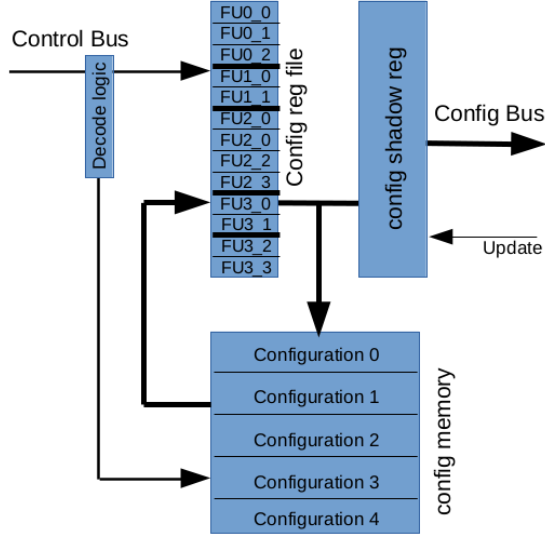 Control Bus
Decode logic
FU0_0
FU0_1
FU0_2
FU1_0
FU1_1
FU2_0
FU2_0
FU2_2
FU2_3
FU3_0
FU3_1
FU3_2
FU3_3
Config reg file
config shadow reg
Config Bus
Update
Configuration 0
Configuration 1
Configuration 2
Configuration 3
Configuration 4
config memory